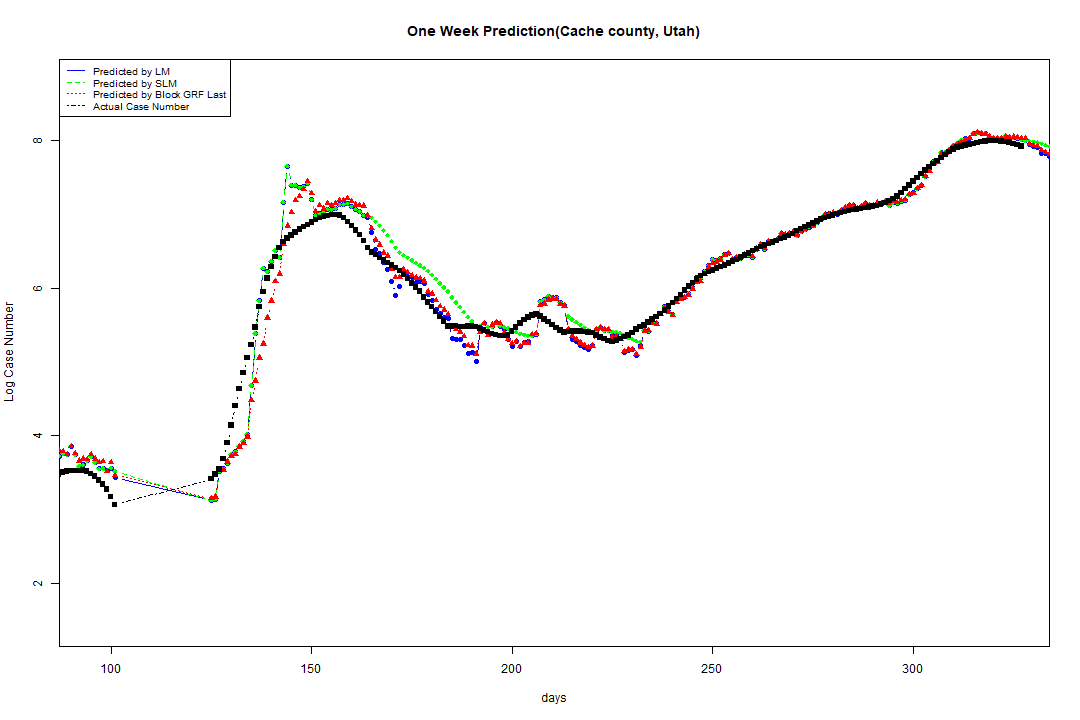 One Week Prediction(Cache county, Utah)
Predicted by LM
Predicted by SLM
Predicted by Block GRF Last
Actual Case Number
8
6
4
2
Log Case Number
100 150 200 250 300
days